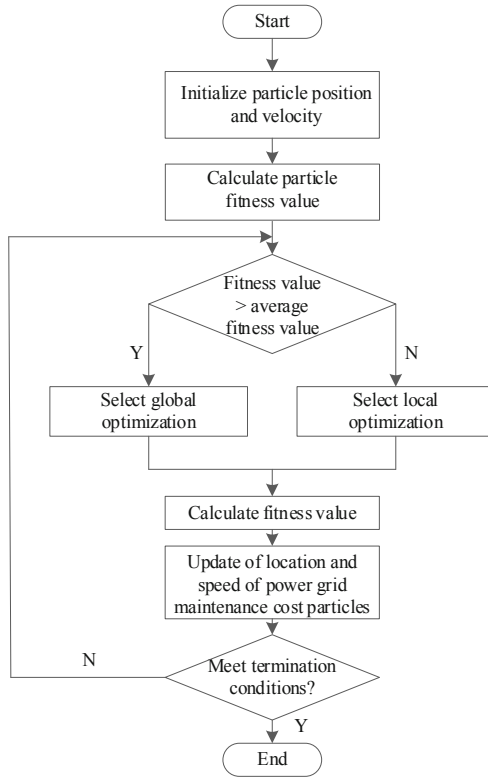 Start
Initialize particle position
and velocity
Calculate particle
fitness value
Fitness value
> average
fitness value
Y
N
Select global
optimization
Select local
optimization
Calculate fitness value
Update of location and
speed of power grid
maintenance cost particles
N
Meet termination
conditions?
Y
End